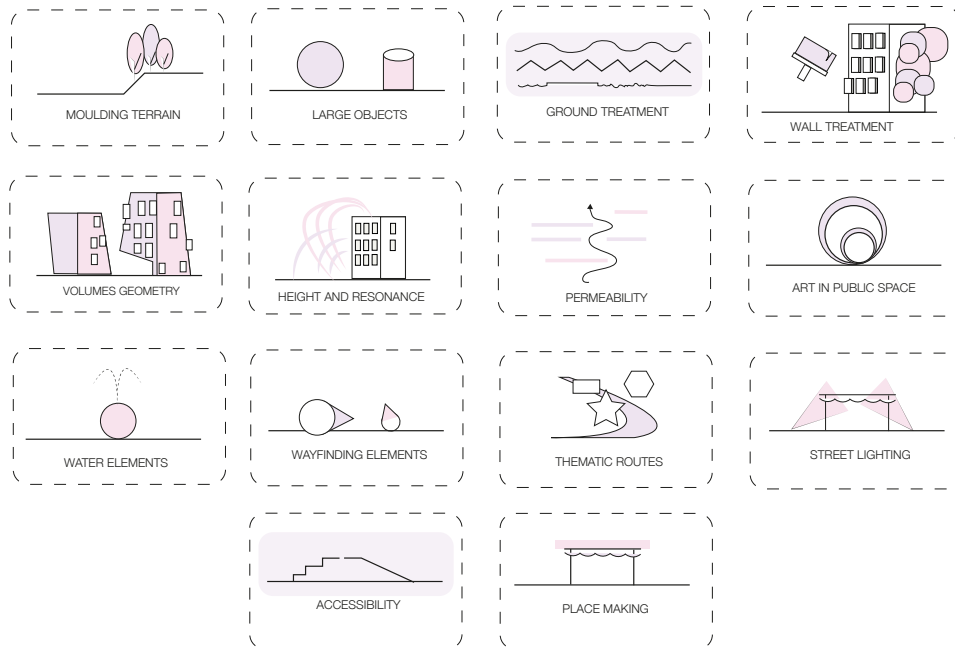 MOULDING TERRAIN
LARGE OBJECTS
GROUND TREATMENT
WALL TREATMENT
VOLUMES GEOMETRY
HEIGHT AND RESONANCE
PERMEABILITY
ART IN PUBLIC SPACE
WATER ELEMENTS
WAYFINDING ELEMENTS
THEMATIC ROUTES
STREET LIGHTING
ACCESSIBILITY
PLACE MAKING